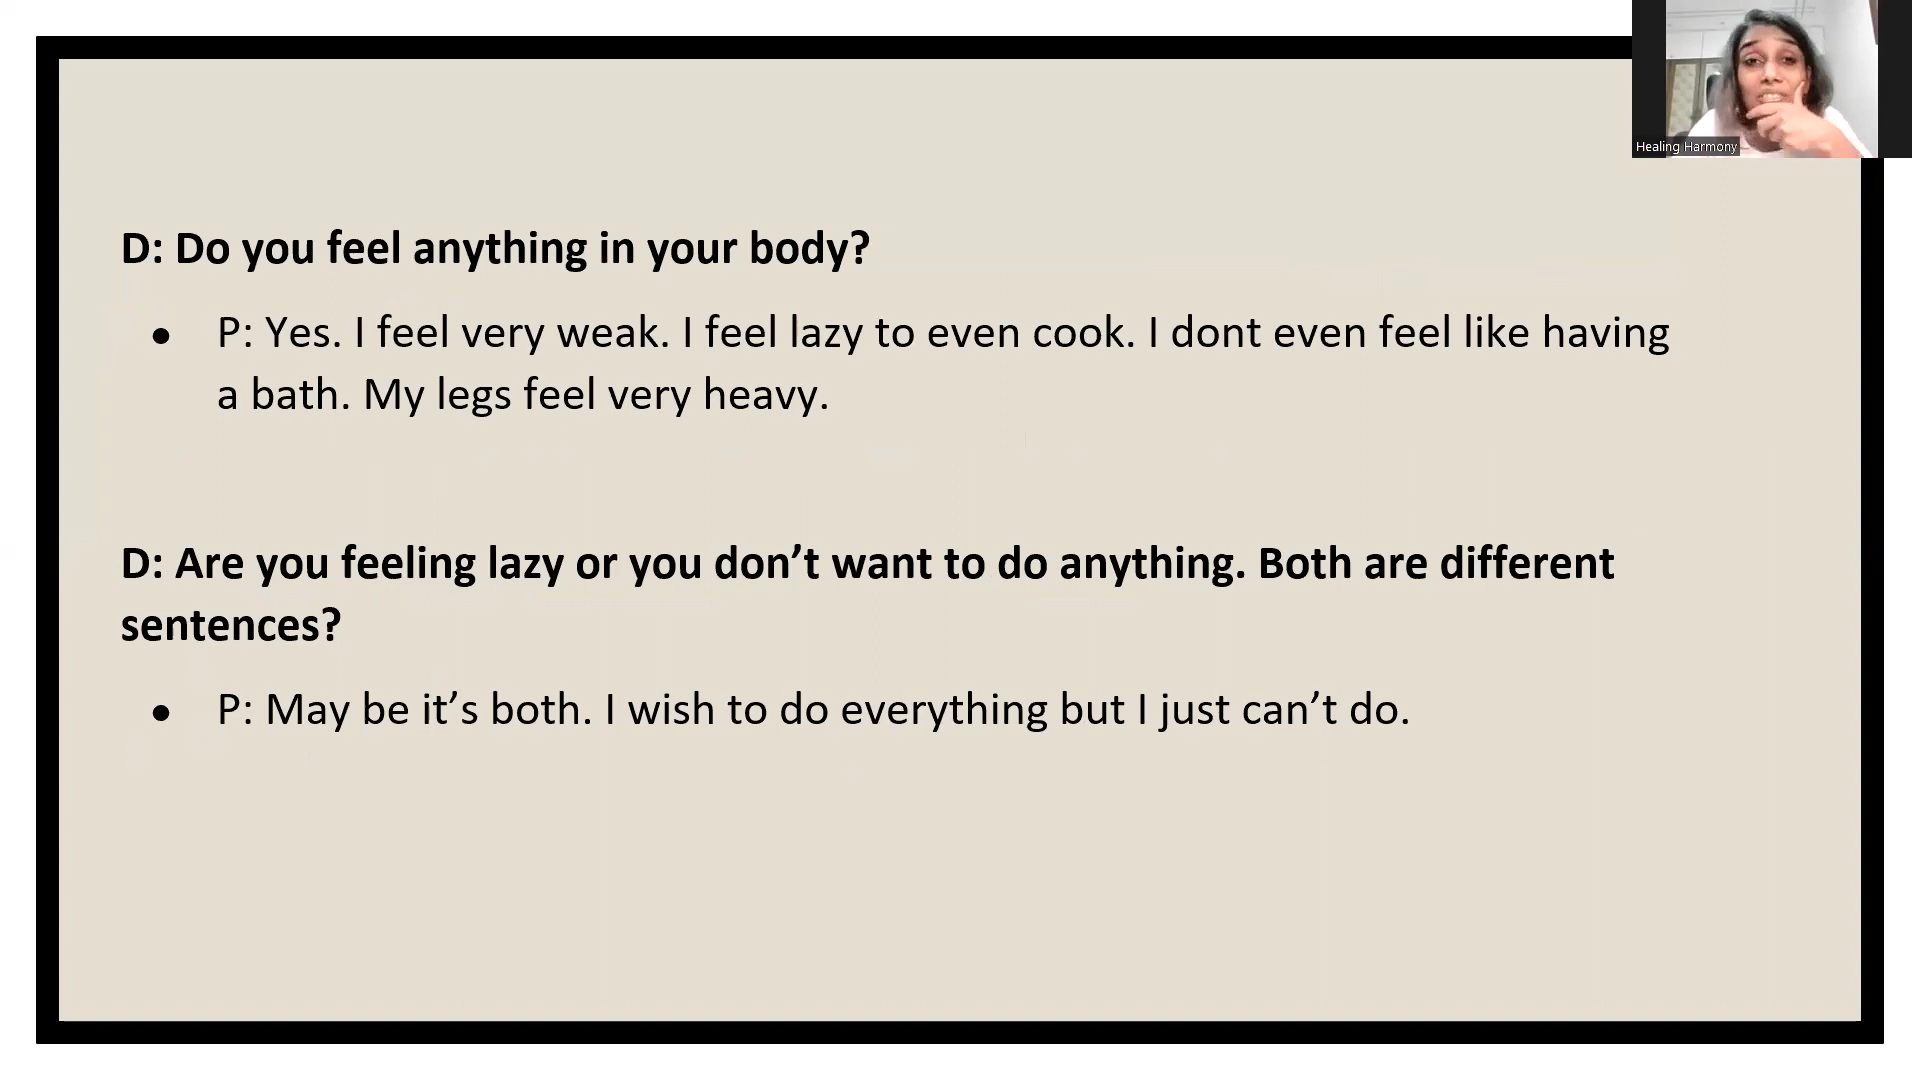 Healing Harmony
D: Do you feel anything in your body?
● P: Yes. I feel very weak. I feel lazy to even cook. I dont even feel like having
a bath. My legs feel very heavy.
D: Are you feeling lazy or you don’t want to do anything. Both are different
sentences?
● P: May be it’s both. I wish to do everything but I just can’t do.